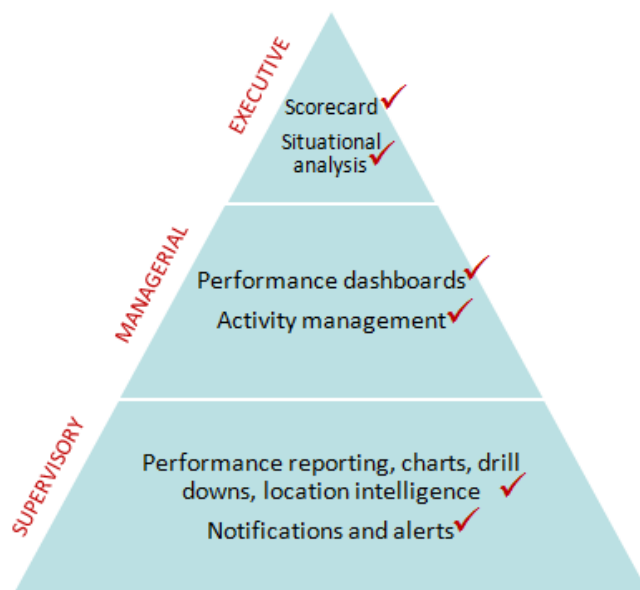 EXECUTIVE
Scorecard
Situational
analysis
MANAGERIAL
Performance dashboards
Activity management
SUPERVISORY
Performance reporting, charts, drill
downs, location intelligence
Notifications and alerts